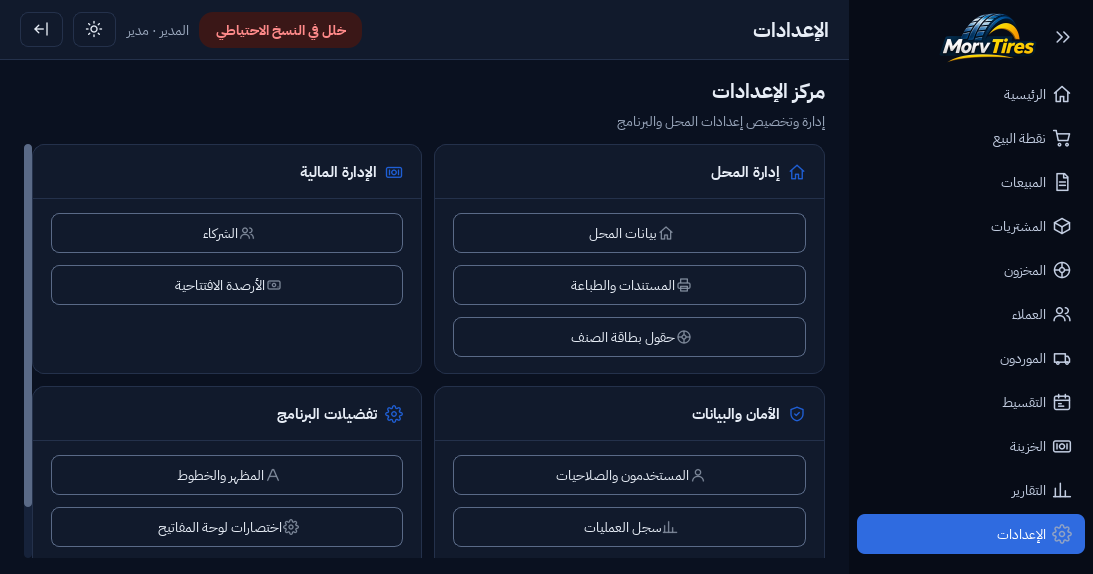 MorvTires
الرئيسية
نقطة البيع
المبيعات
المشتريات
المخزون
العملاء
الموردون
التقسيط
الخزينة
التقارير
الإعدادات
الإعدادات
خلل في النسخ الاحتياطي
المدير · مدير
مركز الإعدادات
إدارة وتخصيص إعدادات المحل والبرنامج
إدارة المحل
بيانات المحل
المستندات والطباعة
حقول بطاقة الصنف
الإدارة المالية
الشركاء
الأرصدة الافتتاحية
الأمان والبيانات
المستخدمون والصلاحيات
سجل العمليات
تفضيلات البرنامج
المظهر والخطوط
اختصارات لوحة المفاتيح